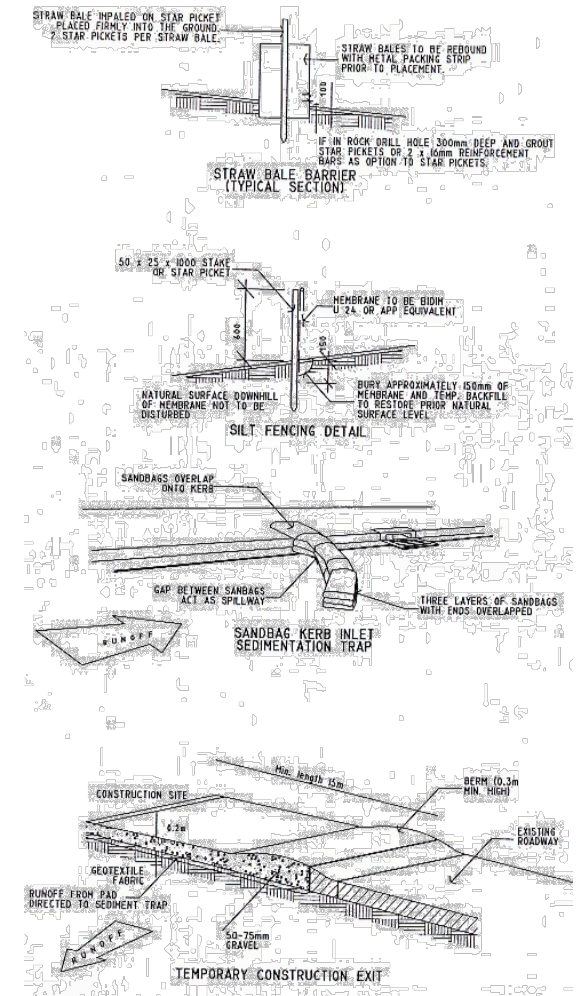 STRAW BALE IMPALED ON STAR PICKET
PLACED FIRMLY INTO THE GROUND.
2 STAR PICKETS PER STRAW BALE.
STRAW BALES TO BE REBOUND
WITH METAL PACKING STRIP
PRIOR TO PLACEMENT.
100
IF IN ROCK DRILL HOLE 300mm DEEP AND GROUT
STAR PICKETS OR 2 x 16mm REINFORCEMENT
BARS AS OPTION TO STAR PICKETS.
STRAW BALE BARRIER
(TYPICAL SECTION)
50 x 25 x 1000 STAKE
OR STAR PICKET
MEMBRANE TO BE BIDIM
U 24 OR APP EQUIVALENT
600
150
NATURAL SURFACE DOWNHILL
OF MEMBRANE NOT TO BE
DISTURBED
BURY APPROXIMATELY 150mm OF
MEMBRANE AND TEMP. BACKFILL
TO RESTORE PRIOR NATURAL
SURFACE LEVEL
SILT FENCING DETAIL
SANDBAGS OVERLAP
ONTO KERB
GAP BETWEEN SANBAGS
ACT AS SPILLWAY
THREE LAYERS OF SANDBAGS
WITH ENDS OVERLAPPED
RUNOFF
SANDBAG KERB INLET
SEDIMENTATION TRAP
Min. length 15m
BERM (0.3m
MIN. HIGH)
CONSTRUCTION SITE
0.2m
EXISTING
ROADWAY
GEOTEXTILE
FABRIC
RUNOFF FROM PAD
DIRECTED TO SEDIMENT TRAP
RUNOFF
50-75mm
GRAVEL
TEMPORARY CONSTRUCTION EXIT